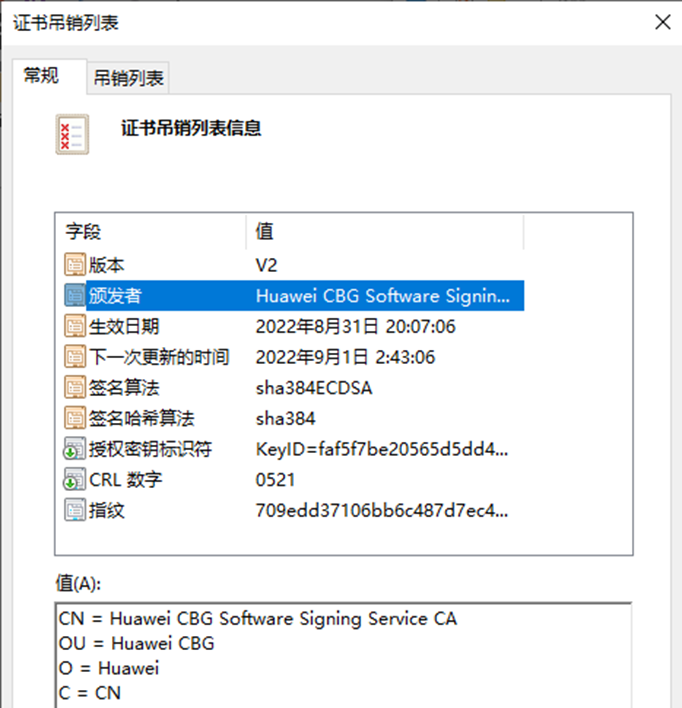 证书吊销列表
常规 吊销列表
证书吊销列表信息
字段 值
版本 V2
颁发者 Huawei CBG Software Signin...
生效日期 2022年8月31日 20:07:06
下一次更新的时间 2022年9月1日 2:43:06
签名算法 sha384ECDSA
签名哈希算法 sha384
授权密钥标识符 KeyID=faf5f7be20565d5dd4...
CRL 数字 0521
指纹 709edd37106bb6c487d7ec4...
值(A):
CN = Huawei CBG Software Signing Service CA
OU = Huawei CBG
O = Huawei
C = CN